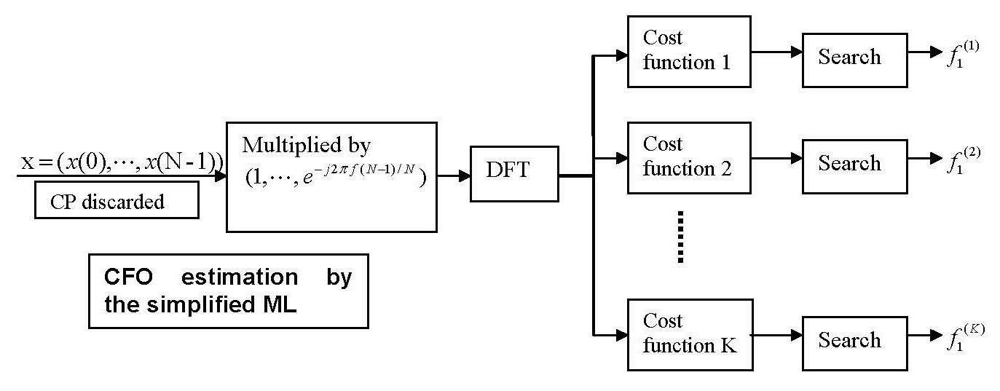 x = (x(0),⋯,x(N-1))
CP discarded
Multiplied by
(1,⋯,e^{-j2πf(N-1)/N})
DFT
Cost
function 1
Search
f_1^{(1)}
Cost
function 2
Search
f_1^{(2)}
Cost
function K
Search
f_1^{(K)}
CFO estimation by
the simplified ML